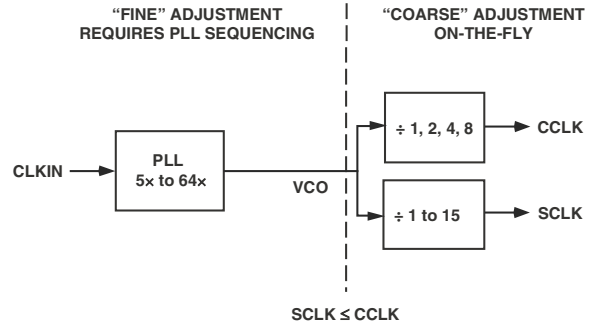 “FINE” ADJUSTMENT
REQUIRES PLL SEQUENCING
“COARSE” ADJUSTMENT
ON-THE-FLY
CLKIN
PLL
5× to 64×
VCO
÷ 1, 2, 4, 8
CCLK
÷ 1 to 15
SCLK
SCLK ≤ CCLK